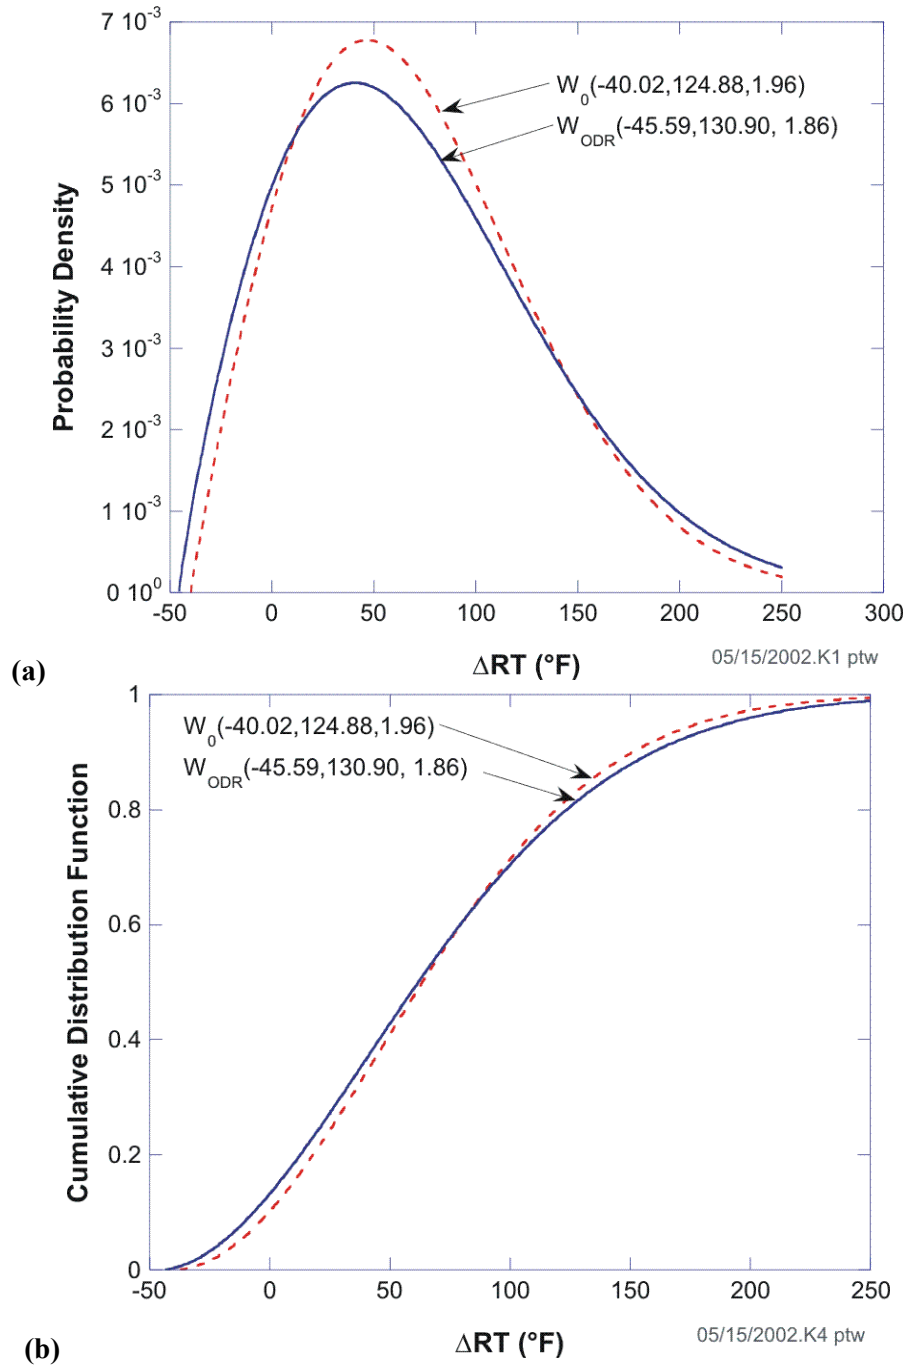 7 10⁻³
6 10⁻³
5 10⁻³
4 10⁻³
3 10⁻³
2 10⁻³
1 10⁻³
0 10⁰
Probability Density
W₀(-40.02,124.88,1.96)
W_ODR(-45.59,130.90, 1.86)
-50 0 50 100 150 200 250 300
ΔRT (°F)
05/15/2002.K1 ptw
(a)
1
0.8
0.6
0.4
0.2
0
Cumulative Distribution Function
W₀(-40.02,124.88,1.96)
W_ODR(-45.59,130.90, 1.86)
-50 0 50 100 150 200 250
ΔRT (°F)
05/15/2002.K4 ptw
(b)